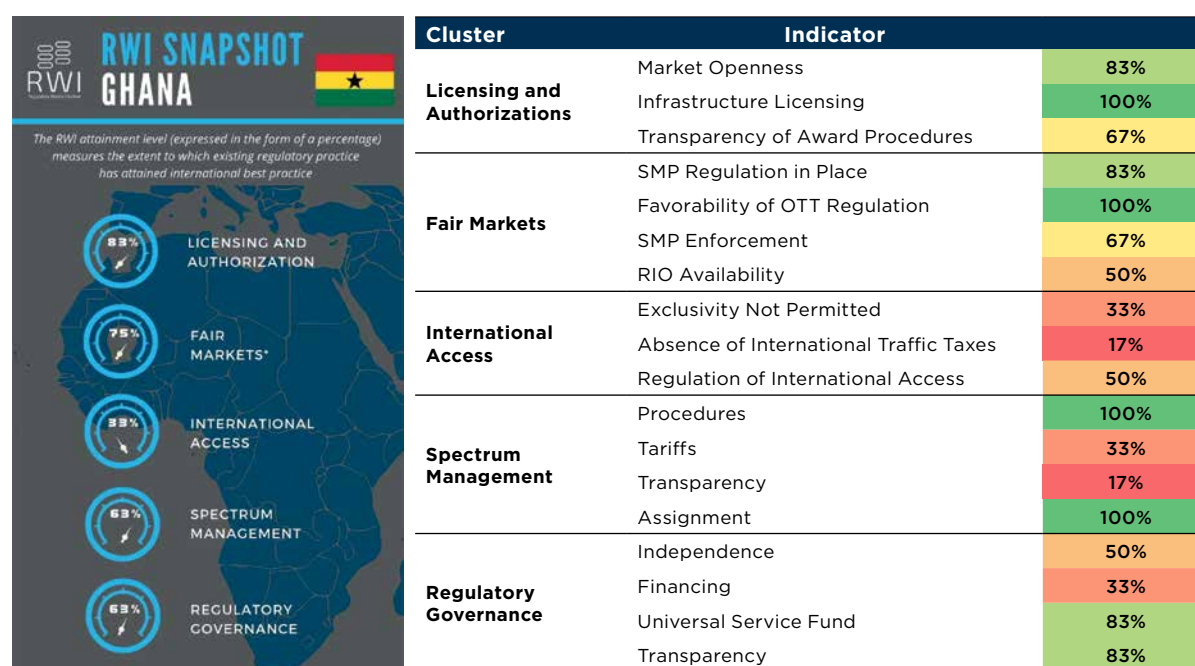 RWI
RWI SNAPSHOT
GHANA
The RWI attainment level (expressed in the form of a percentage)
measures the extent to which existing regulatory practice
has attained international best practice
83%
LICENSING AND
AUTHORIZATION
75%
FAIR
MARKETS*
33%
INTERNATIONAL
ACCESS
63%
SPECTRUM
MANAGEMENT
63%
REGULATORY
GOVERNANCE
Cluster Indicator
Licensing and
Authorizations
Market Openness 83%
Infrastructure Licensing 100%
Transparency of Award Procedures 67%
Fair Markets
SMP Regulation in Place 83%
Favorability of OTT Regulation 100%
SMP Enforcement 67%
RIO Availability 50%
International
Access
Exclusivity Not Permitted 33%
Absence of International Traffic Taxes 17%
Regulation of International Access 50%
Spectrum
Management
Procedures 100%
Tariffs 33%
Transparency 17%
Assignment 100%
Regulatory
Governance
Independence 50%
Financing 33%
Universal Service Fund 83%
Transparency 83%